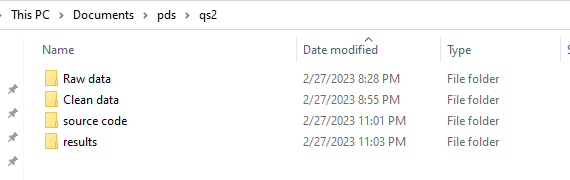 This PC > Documents > pds > qs2
Name Date modified Type S
Raw data 2/27/2023 8:28 PM File folder
Clean data 2/27/2023 8:55 PM File folder
source code 2/27/2023 11:01 PM File folder
results 2/27/2023 11:03 PM File folder